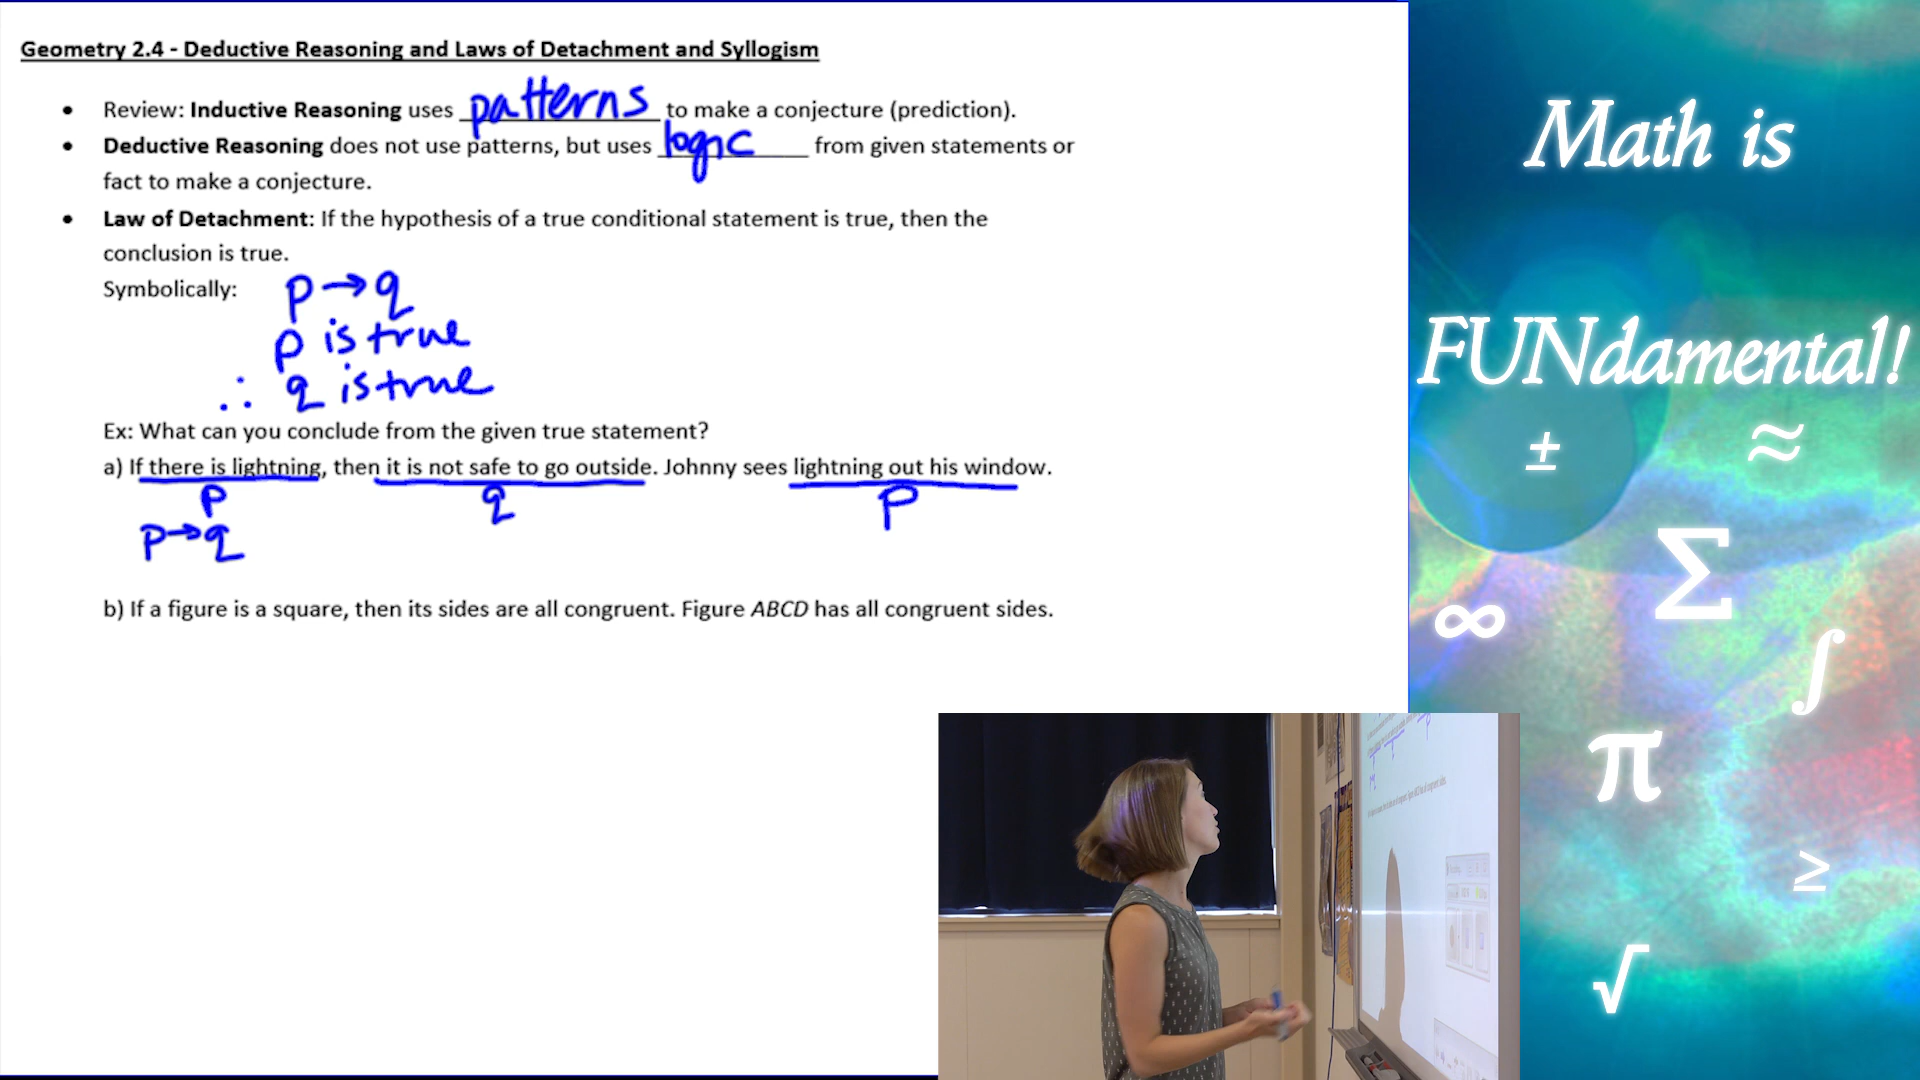 Geometry 2.4 - Deductive Reasoning and Laws of Detachment and Syllogism
• Review: Inductive Reasoning uses patterns to make a conjecture (prediction).
• Deductive Reasoning does not use patterns, but uses logic from given statements or
fact to make a conjecture.
• Law of Detachment: If the hypothesis of a true conditional statement is true, then the
conclusion is true.
Symbolically: p → q
p is true
∴ q is true
Ex: What can you conclude from the given true statement?
a) If there is lightning, then it is not safe to go outside. Johnny sees lightning out his window.
p q p
p → q
b) If a figure is a square, then its sides are all congruent. Figure ABCD has all congruent sides.
Math is
FUNdamental!
± ≈
Σ
∞
∫
π
≥
√